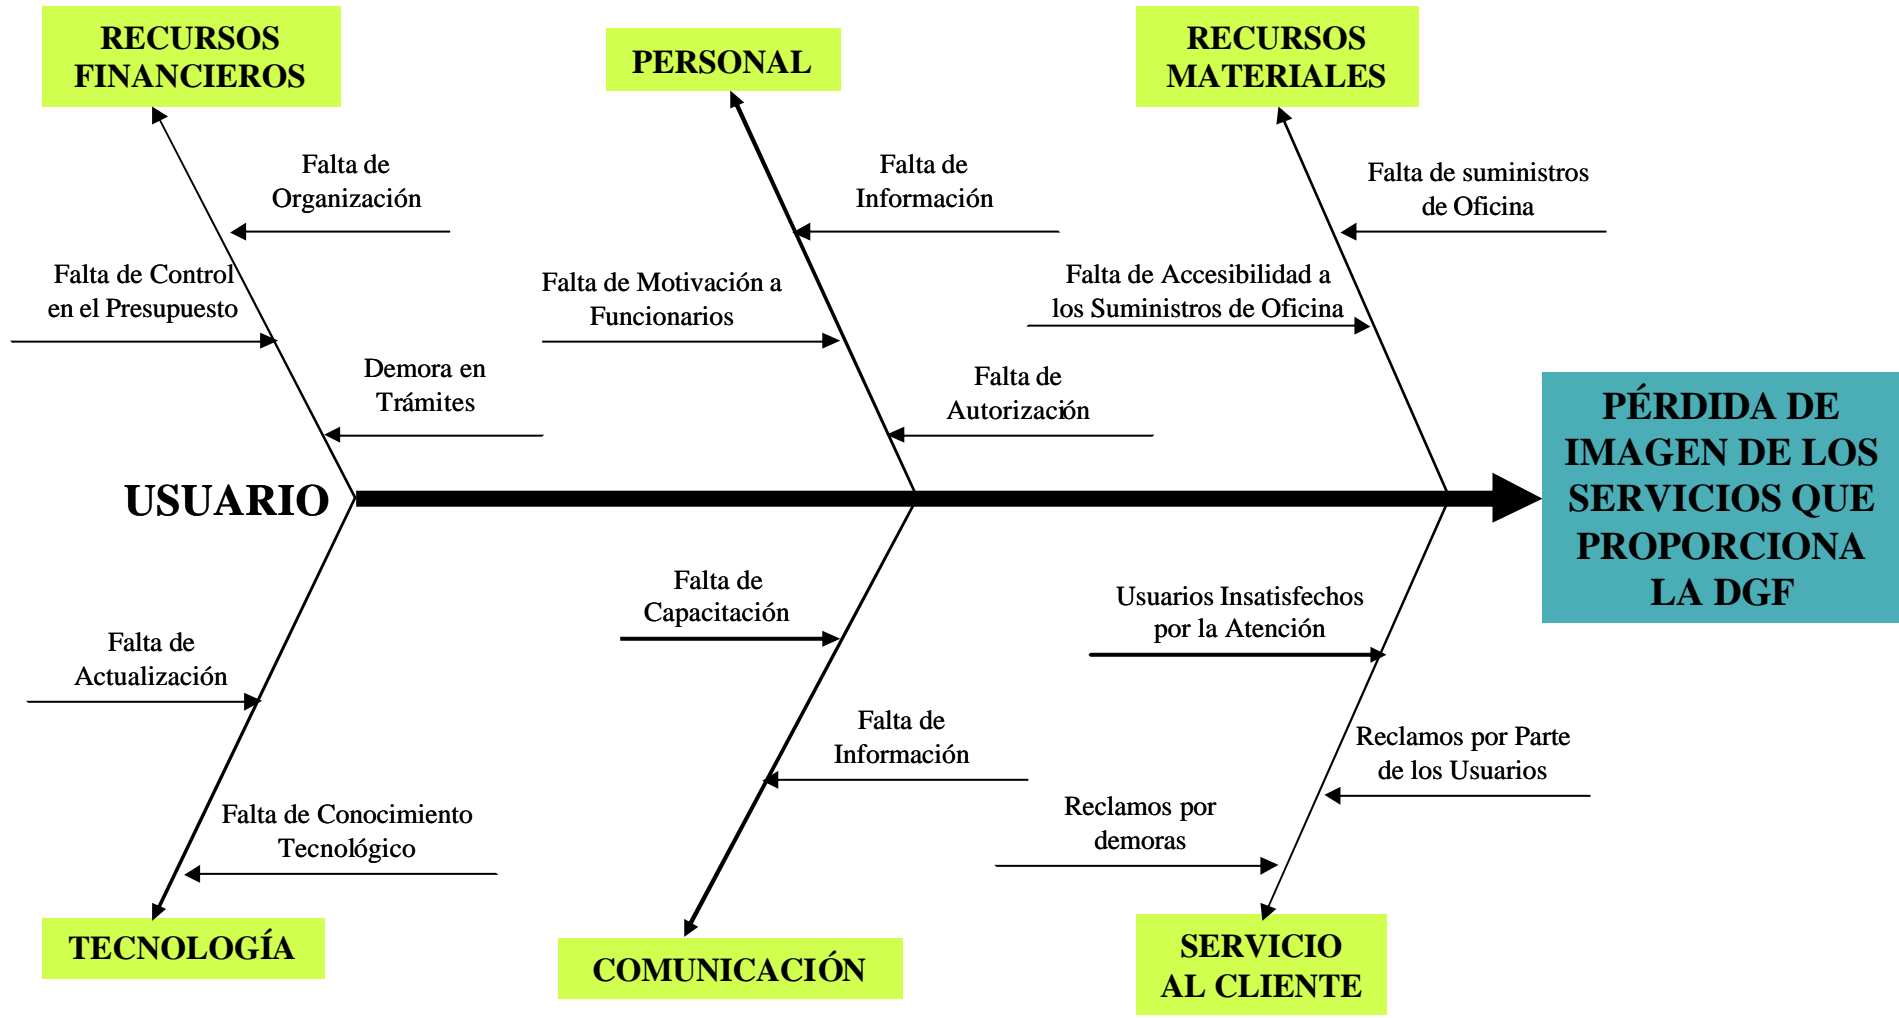 RECURSOS
FINANCIEROS
PERSONAL
RECURSOS
MATERIALES
Falta de
Organización
Falta de
Información
Falta de suministros
de Oficina
Falta de Control
en el Presupuesto
Falta de Motivación a
Funcionarios
Falta de Accesibilidad a
los Suministros de Oficina
Demora en
Trámites
Falta de
Autorización
USUARIO
PÉRDIDA DE
IMAGEN DE LOS
SERVICIOS QUE
PROPORCIONA
LA DGF
Falta de
Capacitación
Usuarios Insatisfechos
por la Atención
Falta de
Actualización
Falta de
Información
Reclamos por Parte
de los Usuarios
Falta de Conocimiento
Tecnológico
Reclamos por
demoras
TECNOLOGÍA
COMUNICACIÓN
SERVICIO
AL CLIENTE